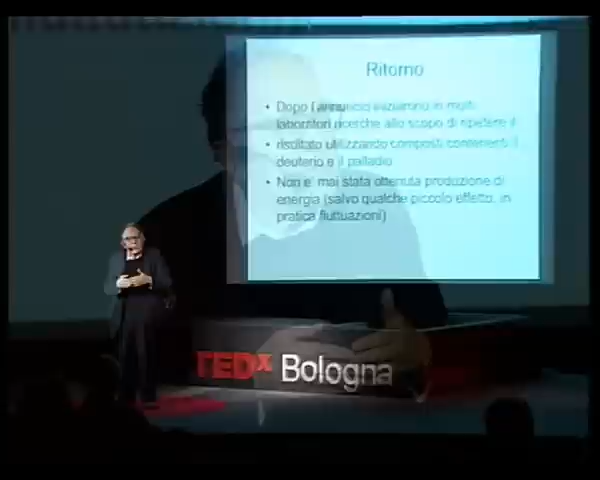 Ritorno
• Dopo l'annuncio iniziarono in molti
laboratori ricerche allo scopo di ripetere il
• risultato utilizzando composti contenenti il
deuterio e il palladio
• Non e' mai stata ottenuta produzione di
energia (salvo qualche piccolo effetto, in
pratica fluttuazioni)
TEDx Bologna